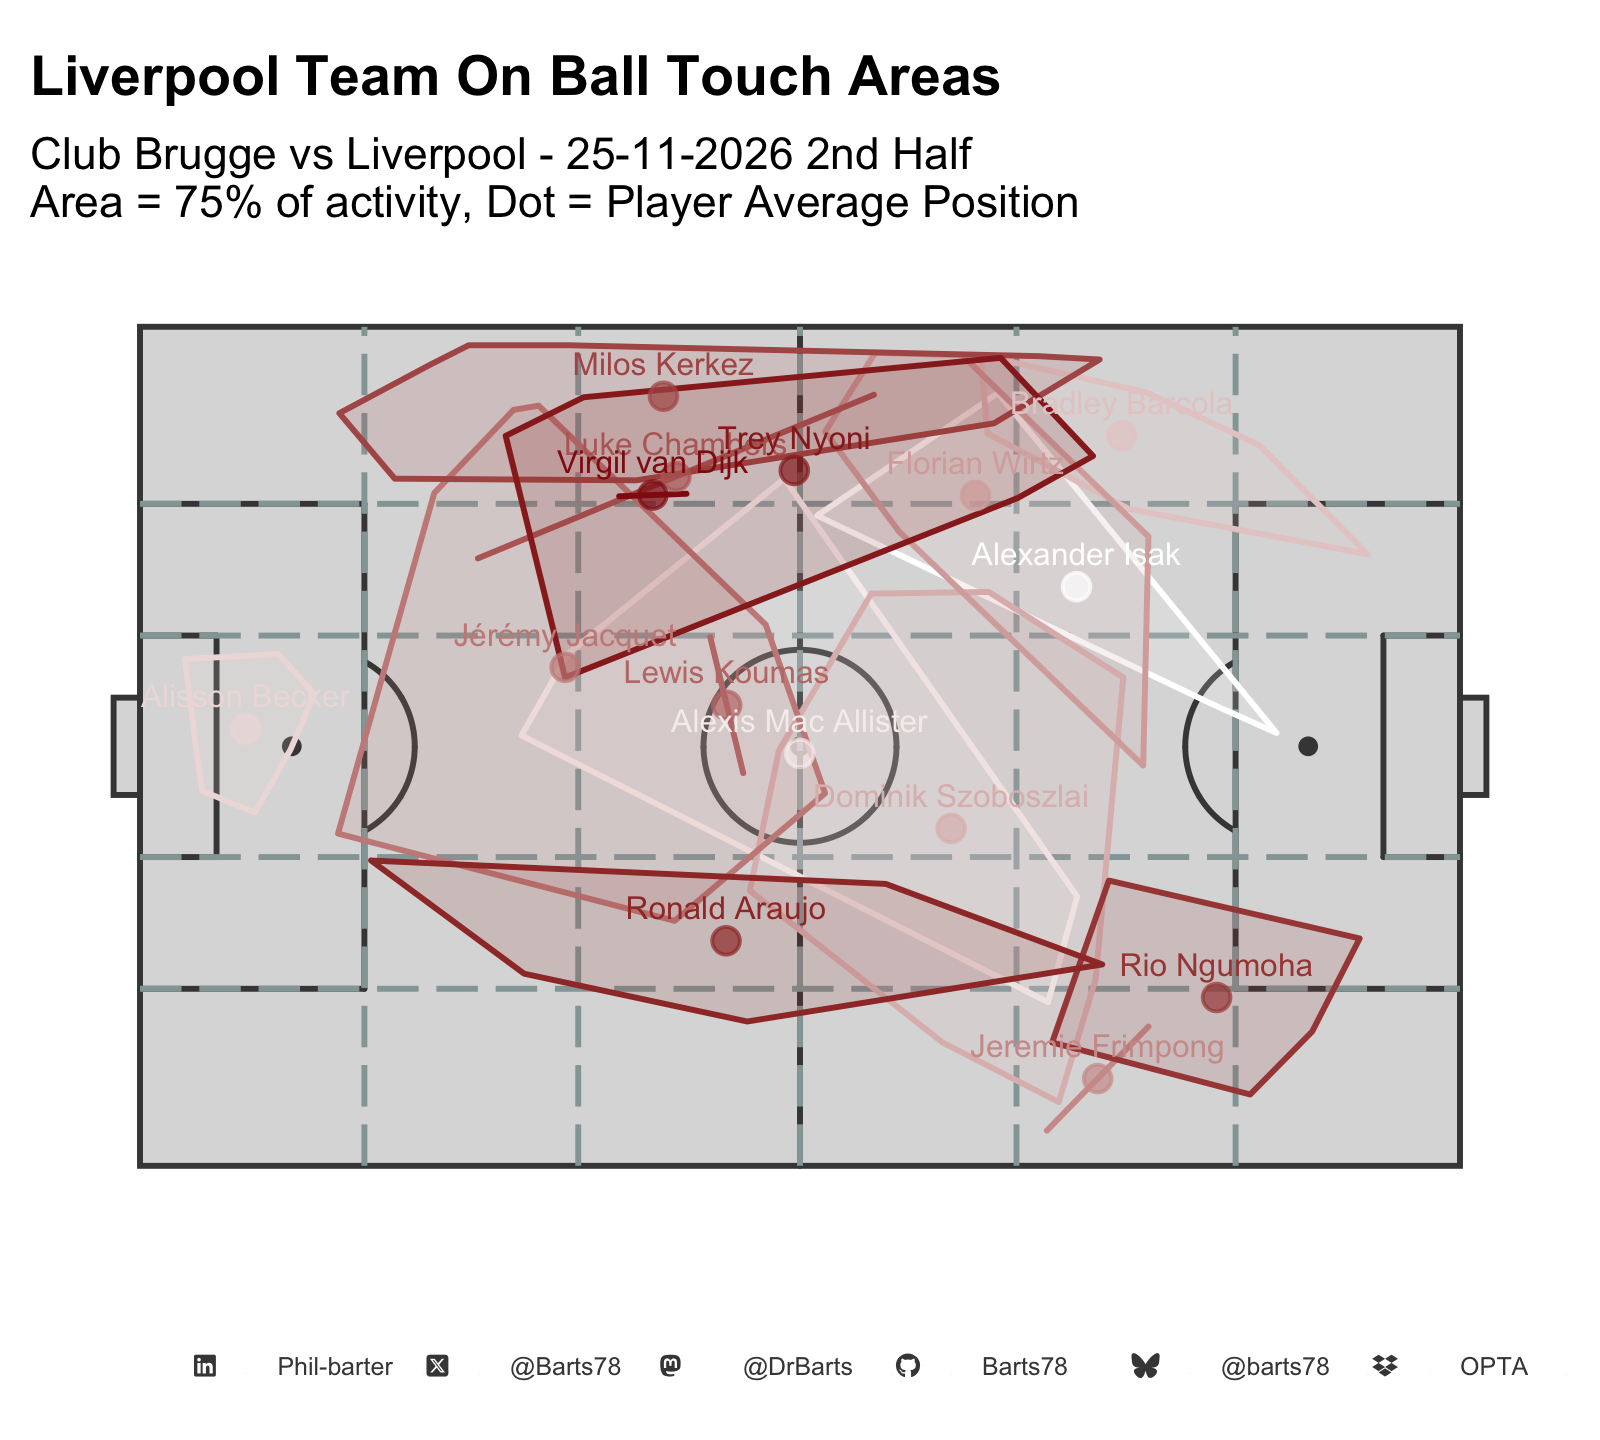 Liverpool Team On Ball Touch Areas
Club Brugge vs Liverpool - 25-11-2026 2nd Half
Area = 75% of activity, Dot = Player Average Position
Milos Kerkez
Bradley Barcola
Luke Chambers
Trey Nyoni
Virgil van Dijk
Florian Wirtz
Alexander Isak
Jérémy Jacquet
Lewis Koumas
Alisson Becker
Alexis Mac Allister
Dominik Szoboszlai
Ronald Araujo
Rio Ngumoha
Jeremie Frimpong
Phil-barter @Barts78 @DrBarts Barts78 @barts78 OPTA